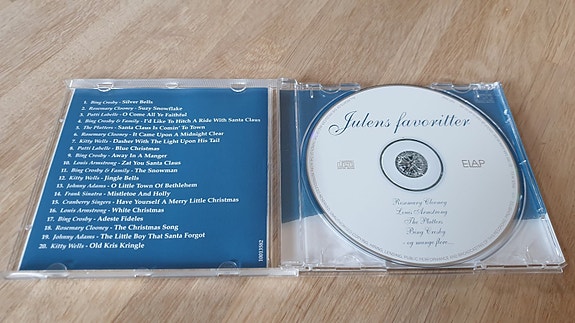 1. Bing Crosby - Silver Bells
2. Rosemary Clooney - Suzy Snowflake
3. Patti Labelle - O Come All Ye Faithful
4. Bing Crosby & Family - I'd Like To Hitch A Ride With Santa Claus
5. The Platters - Santa Claus Is Comin' To Town
6. Rosemary Clooney - It Came Upon A Midnight Clear
7. Kitty Wells - Dasher With The Light Upon His Tail
8. Patti Labelle - Blue Christmas
9. Bing Crosby - Away In A Manger
10. Louis Armstrong - Zat You Santa Claus
11. Bing Crosby & Family - The Snowman
12. Kitty Wells - Jingle Bells
13. Johnny Adams - O Little Town Of Bethlehem
14. Frank Sinatra - Mistletoe And Holly
15. Cranberry Singers - Have Yourself A Merry Little Christmas
16. Louis Armstrong - White Christmas
17. Bing Crosby - Adeste Fideles
18. Rosemary Clooney - The Christmas Song
19. Johnny Adams - The Little Boy That Santa Forgot
20. Kitty Wells - Old Kris Kringle
10013562
Julens favoritter
ELAP
Rosemary Clooney
Louis Armstrong
The Platters
Bing Crosby
- og mange flere...